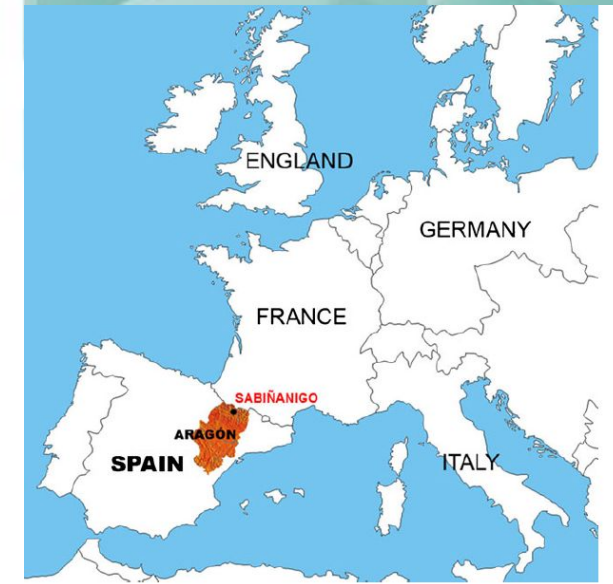 ENGLAND
GERMANY
FRANCE
SABIÑANIGO
ARAGÓN
SPAIN
ITALY